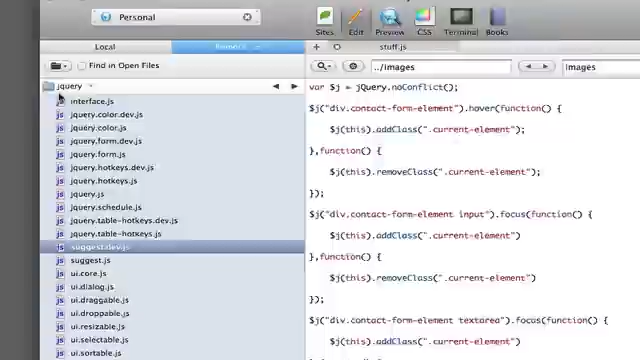 Personal
Sites
Edit
Preview
CSS
Terminal
Books
Local
Remote
stuff.js
Find in Open Files
../images
images
jquery
interface.js
jquery.color.dev.js
jquery.color.js
jquery.form.dev.js
jquery.form.js
jquery.hotkeys.dev.js
jquery.hotkeys.js
jquery.js
jquery.schedule.js
jquery.table-hotkeys.dev.js
jquery.table-hotkeys.js
suggest.dev.js
suggest.js
ui.core.js
ui.dialog.js
ui.draggable.js
ui.droppable.js
ui.resizable.js
ui.selectable.js
ui.sortable.js
var $j = jQuery.noConflict();
$j("div.contact-form-element").hover(function() {
$j(this).addClass(".current-element");
},function() {
$j(this).removeClass(".current-element");
});
$j("div.contact-form-element input").focus(function() {
$j(this).addClass(".current-element")
},function() {
$j(this).removeClass(".current-element")
});
$j("div.contact-form-element textarea").focus(function() {
$j(this).addClass(".current-element")